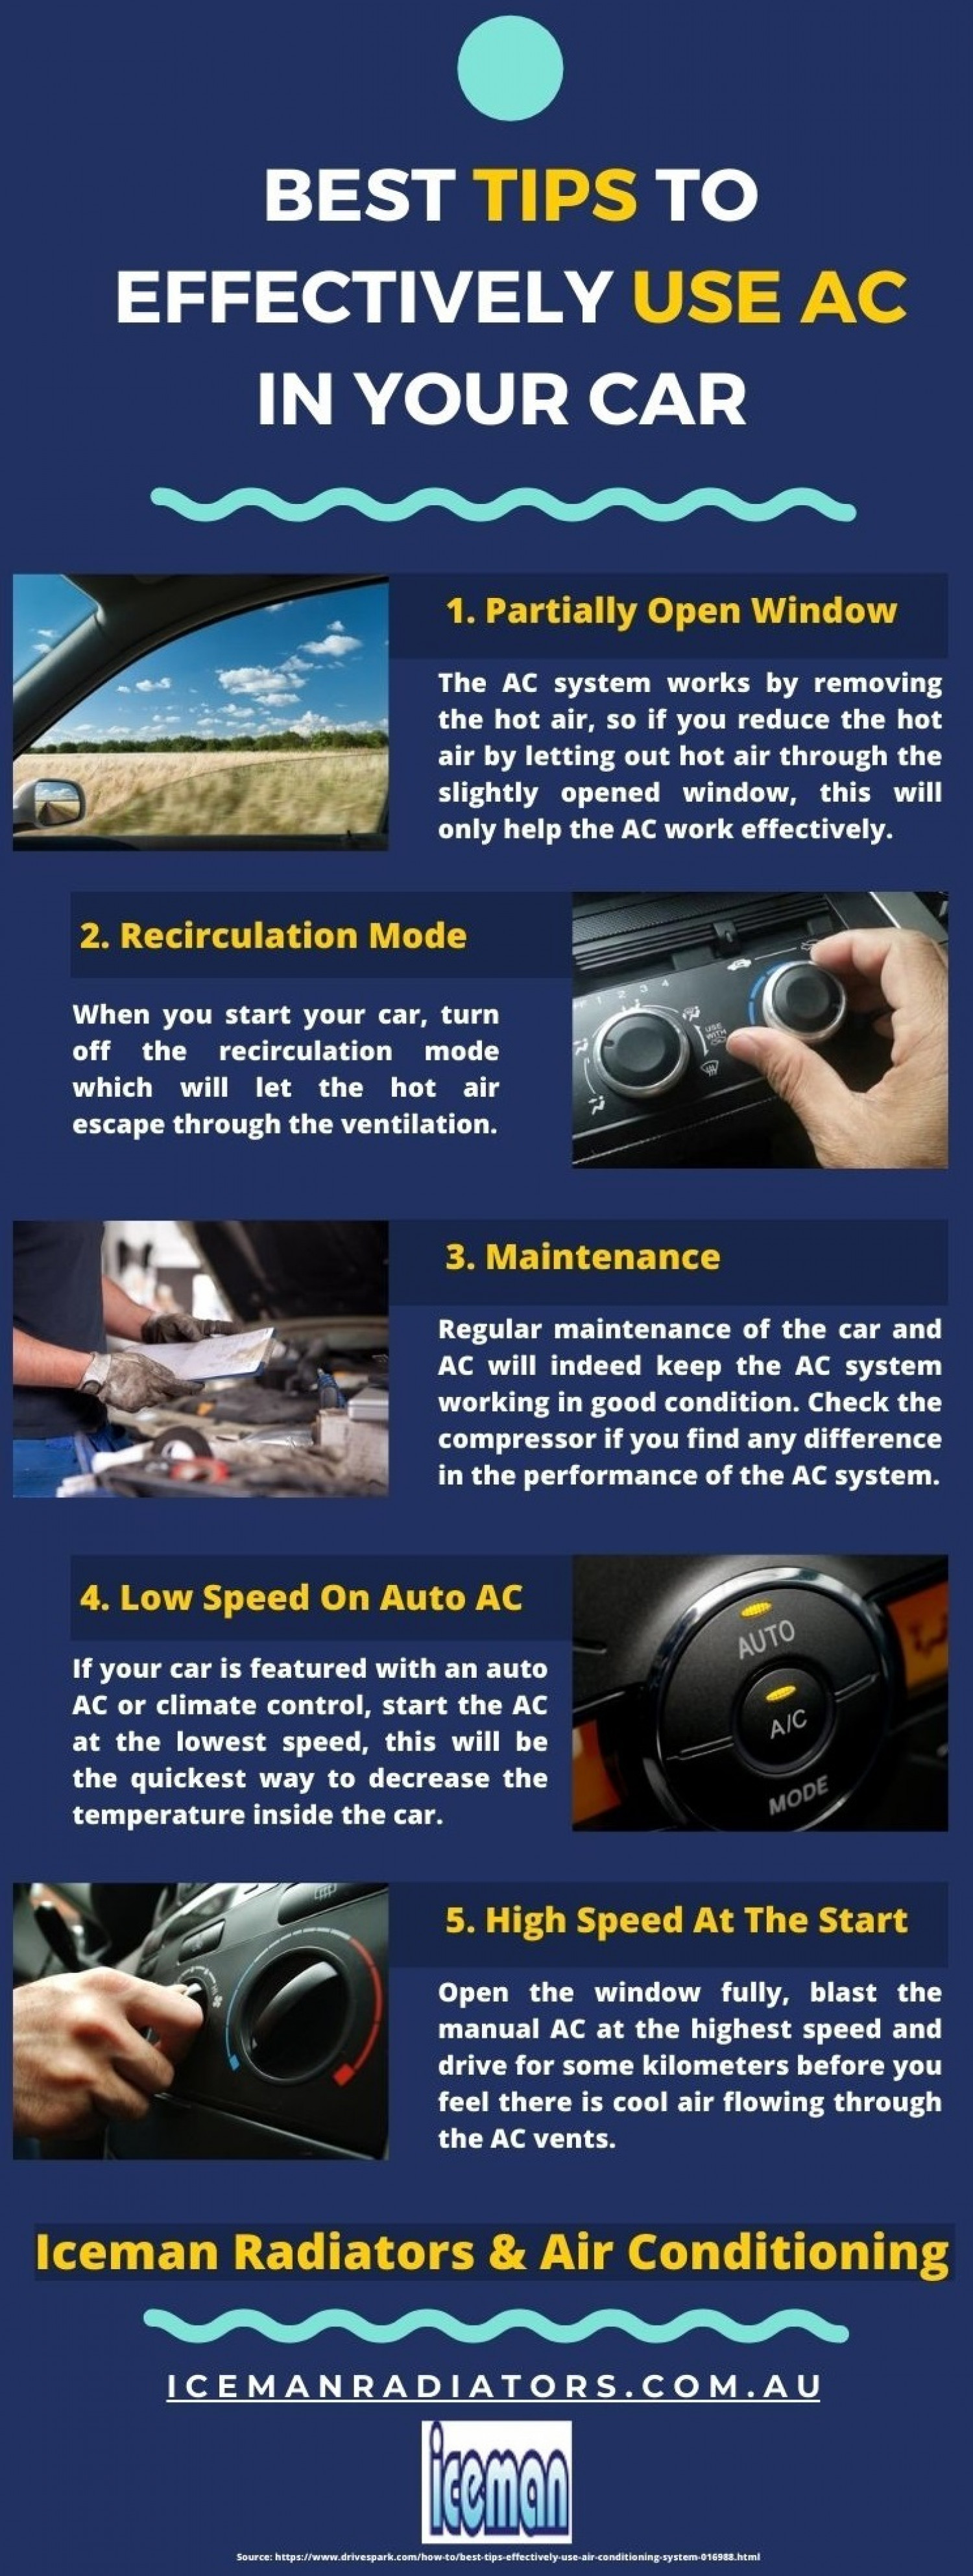 BEST TIPS TO
EFFECTIVELY USE AC
IN YOUR CAR
1. Partially Open Window
The AC system works by removing
the hot air, so if you reduce the hot
air by letting out hot air through the
slightly opened window, this will
only help the AC work effectively.
2. Recirculation Mode
When you start your car, turn
off the recirculation mode
which will let the hot air
escape through the ventilation.
1 2 3 4
USE
WITH
3. Maintenance
Regular maintenance of the car and
AC will indeed keep the AC system
working in good condition. Check the
compressor if you find any difference
in the performance of the AC system.
4. Low Speed On Auto AC
If your car is featured with an auto
AC or climate control, start the AC
at the lowest speed, this will be
the quickest way to decrease the
temperature inside the car.
AUTO
A/C
MODE
5. High Speed At The Start
Open the window fully, blast the
manual AC at the highest speed and
drive for some kilometers before you
feel there is cool air flowing through
the AC vents.
Iceman Radiators & Air Conditioning
ICEMANRADIATORS.COM.AU
iceman
Source: https://www.drivespark.com/how-to/best-tips-effectively-use-air-conditioning-system-016988.html